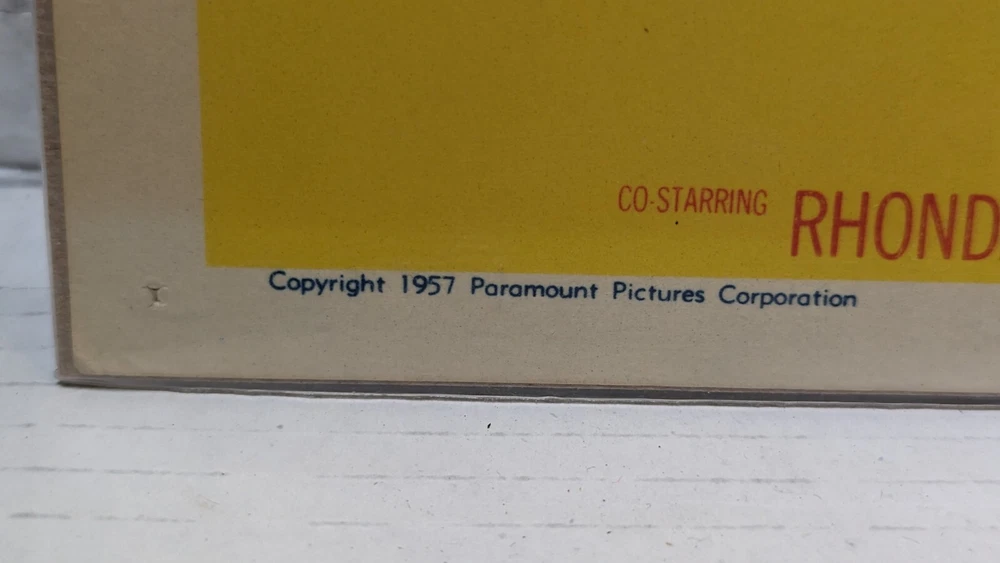 CO-STARRING RHOND
Copyright 1957 Paramount Pictures Corporation